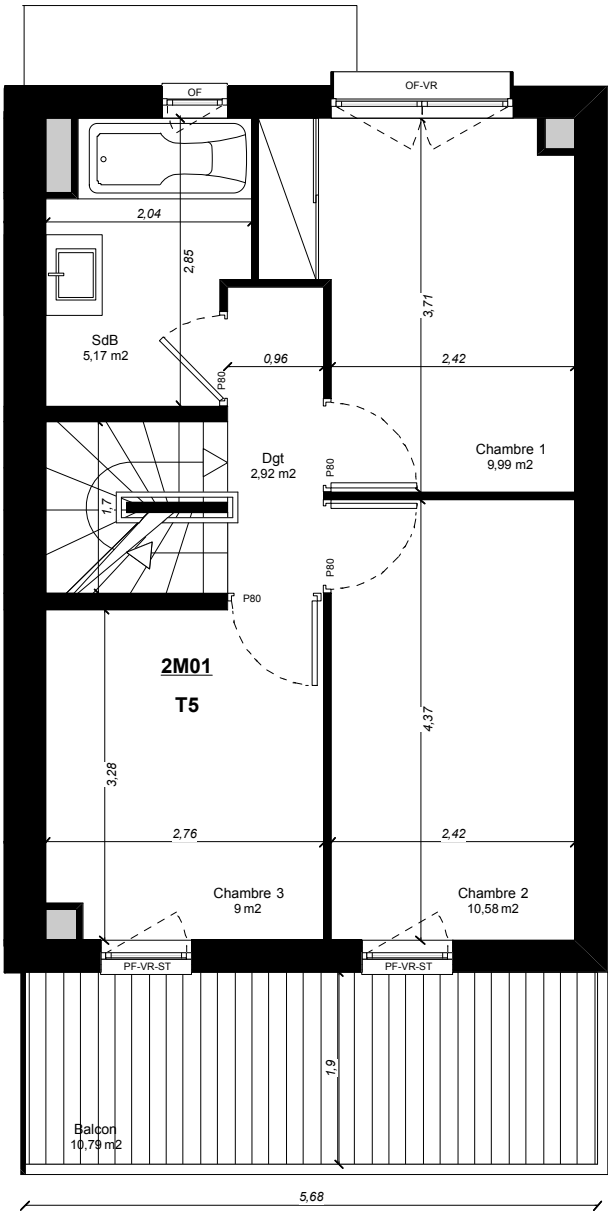 OF
OF-VR
2,04
2,85
3,71
SdB
5,17 m2
P80
0,96
2,42
Dgt
2,92 m2
P80
Chambre 1
9,99 m2
1,7
P80
P80
2M01
T5
4,37
3,28
2,76
2,42
Chambre 3
9 m2
Chambre 2
10,58 m2
PF-VR-ST
PF-VR-ST
1,9
Balcon
10,79 m2
5,68